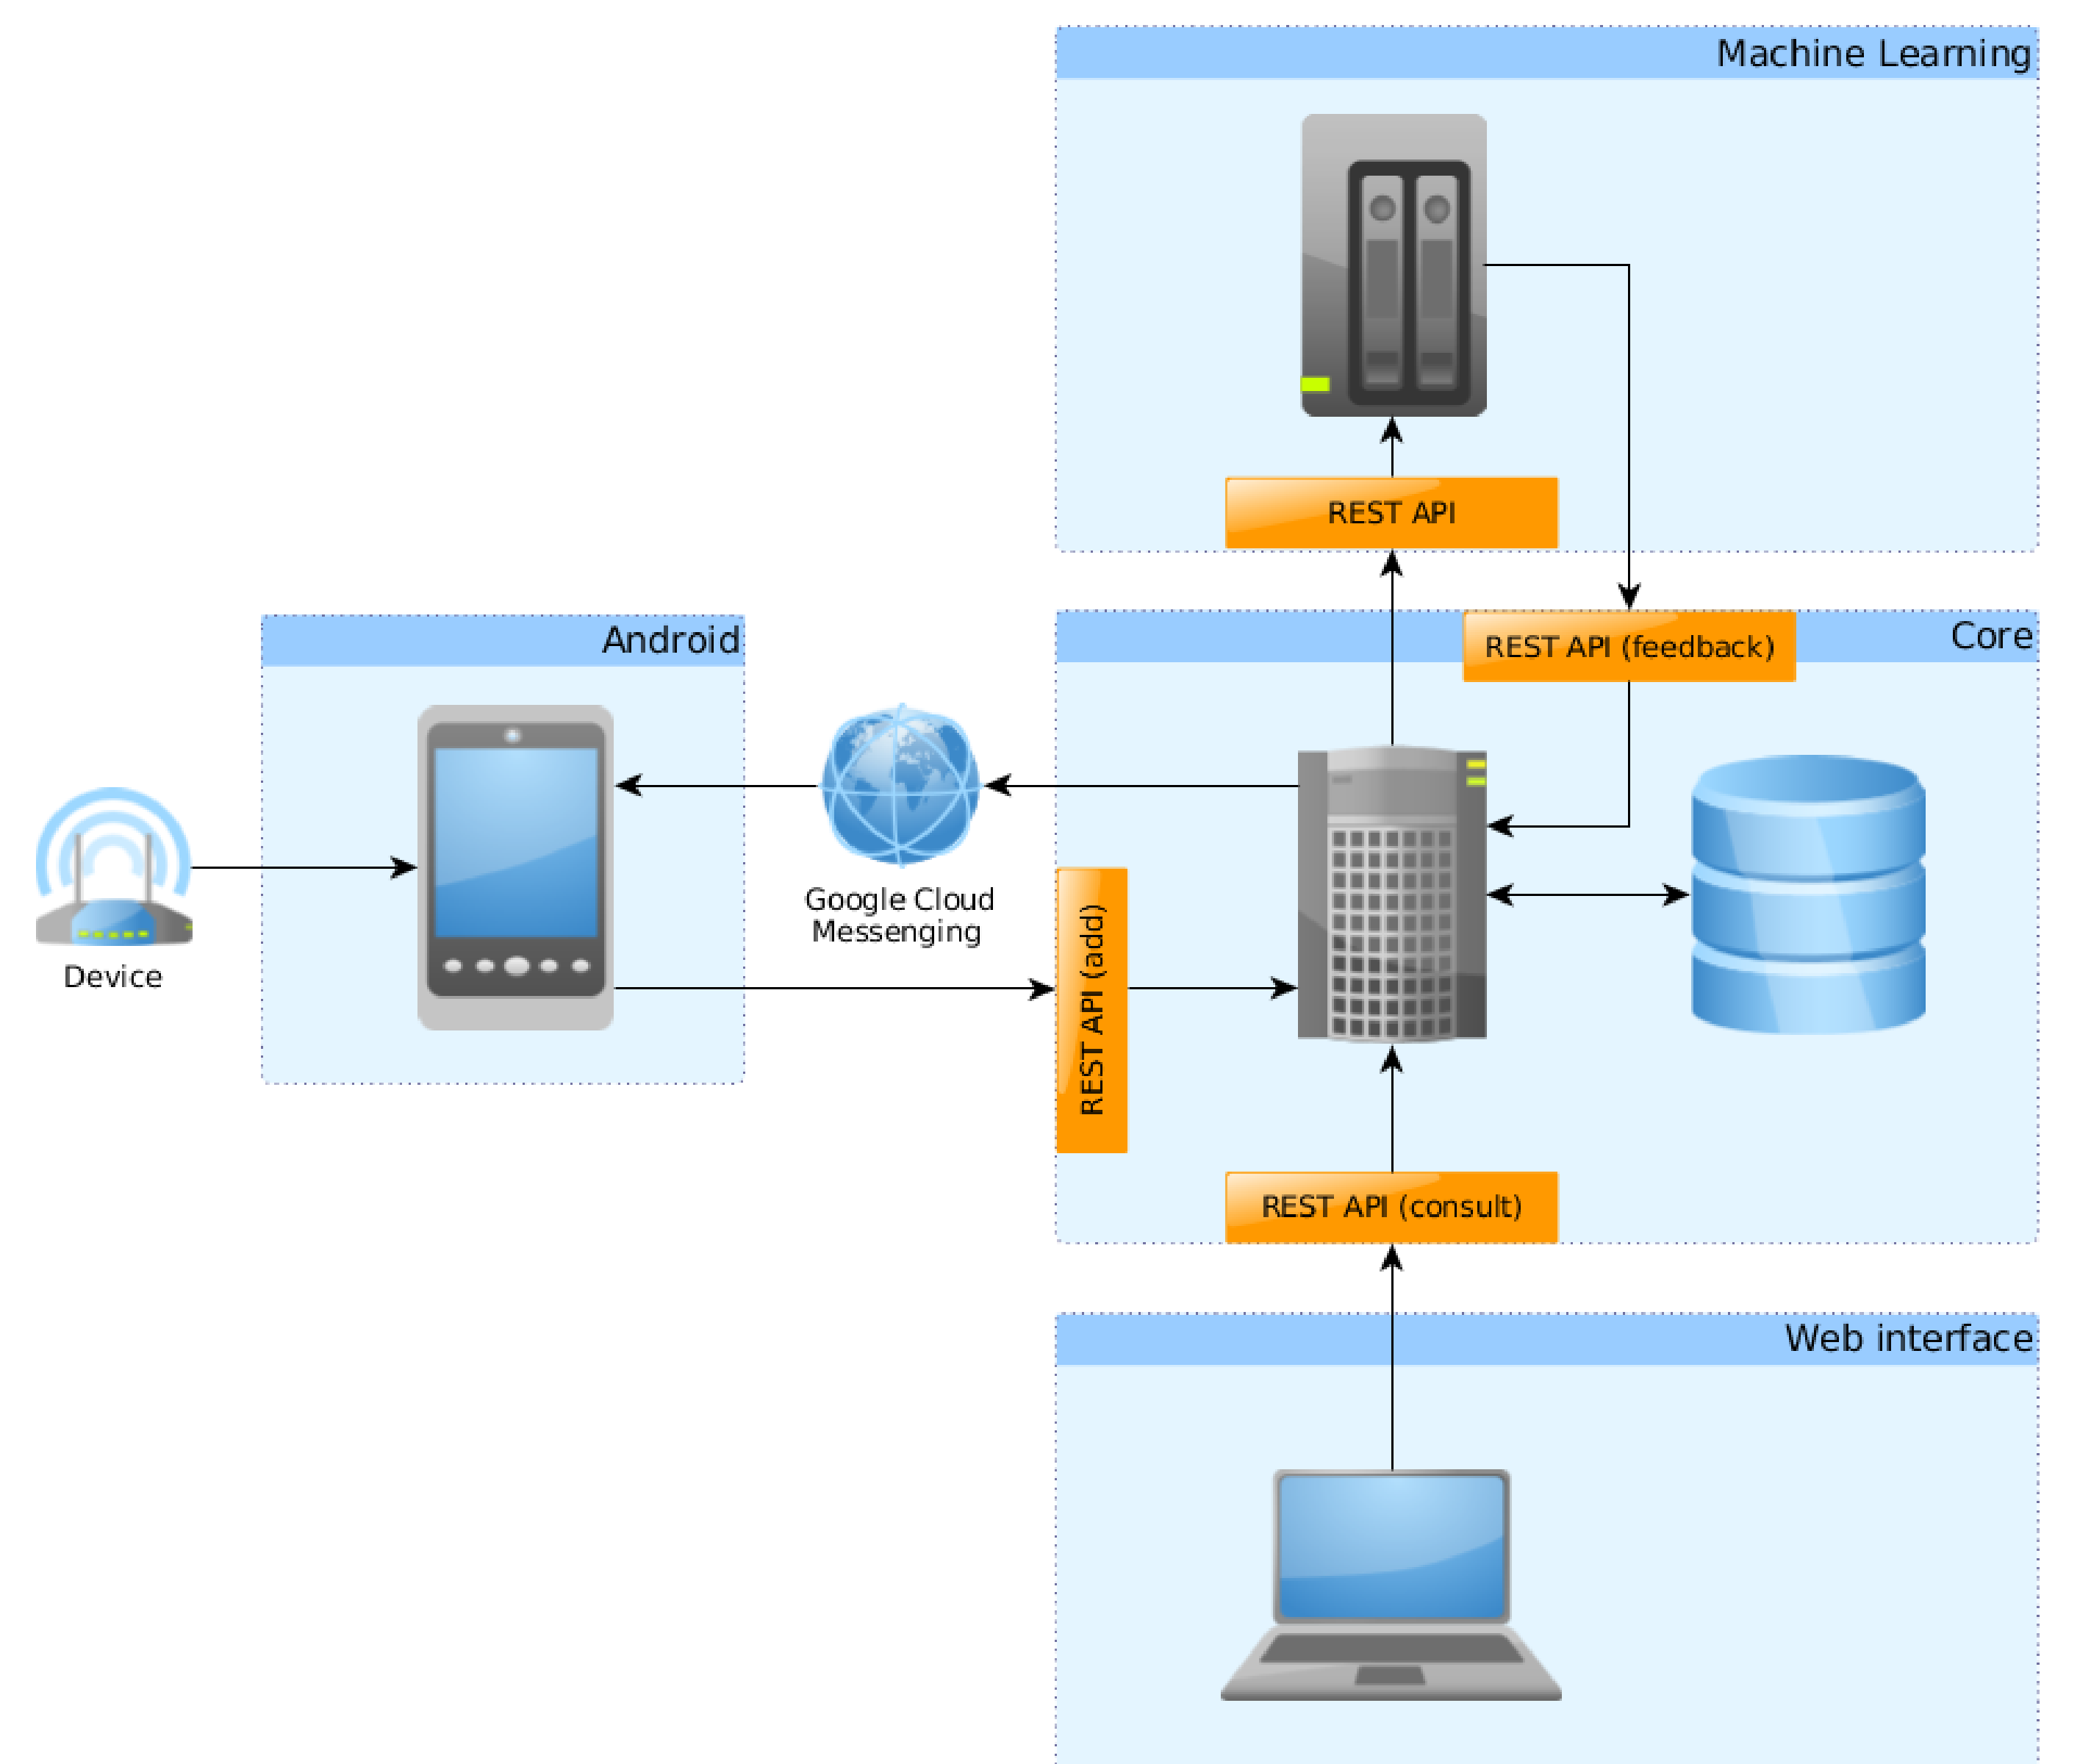 Machine Learning
REST API
Android
REST API (feedback)
Core
Device
Google Cloud
Messenging
REST API (add)
REST API (consult)
Web interface